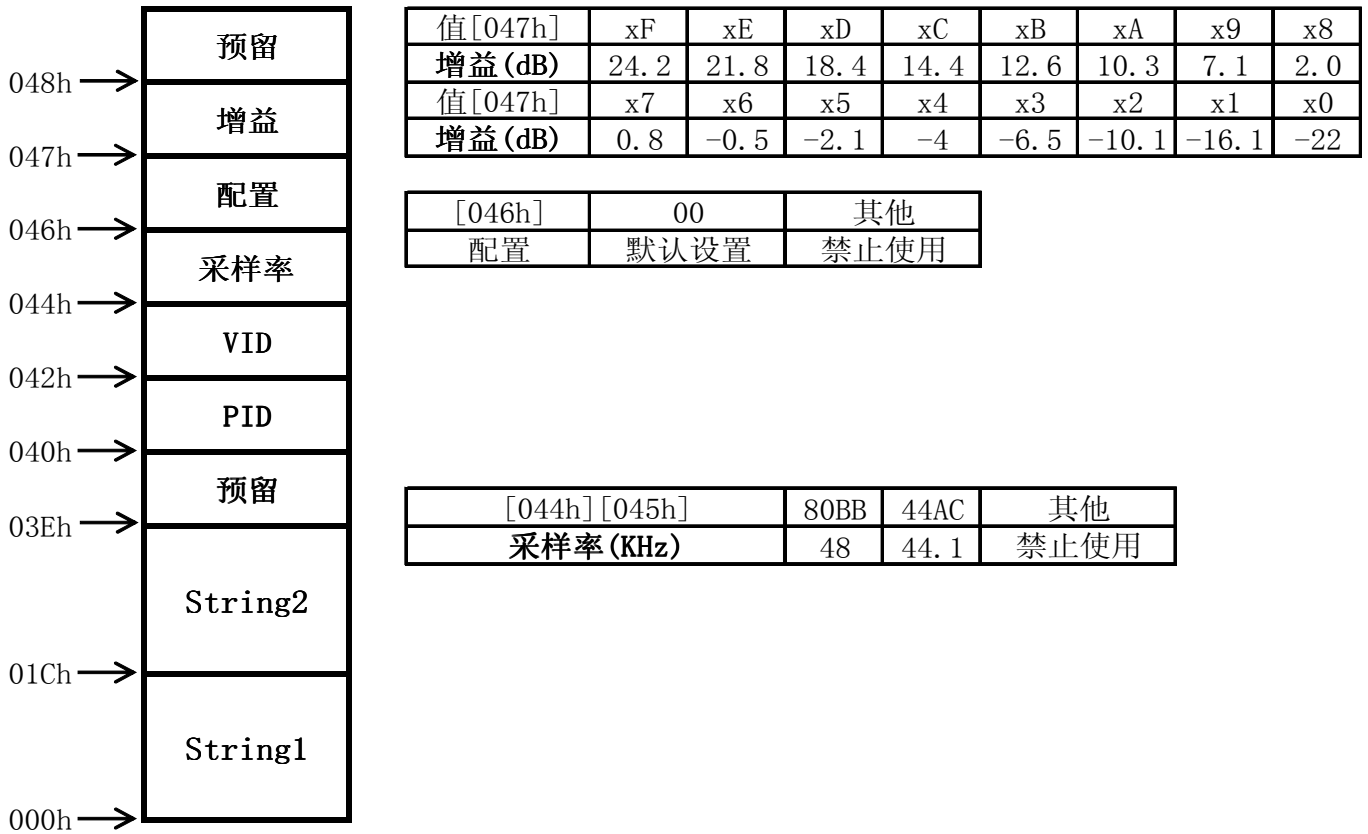 预留
048h
增益
047h
配置
046h
采样率
044h
VID
042h
PID
040h
预留
03Eh
String2
01Ch
String1
000h
值[047h] xF xE xD xC xB xA x9 x8
增益(dB) 24.2 21.8 18.4 14.4 12.6 10.3 7.1 2.0
值[047h] x7 x6 x5 x4 x3 x2 x1 x0
增益(dB) 0.8 -0.5 -2.1 -4 -6.5 -10.1 -16.1 -22
[046h] 00 其他
配置 默认设置 禁止使用
[044h][045h] 80BB 44AC 其他
采样率(KHz) 48 44.1 禁止使用